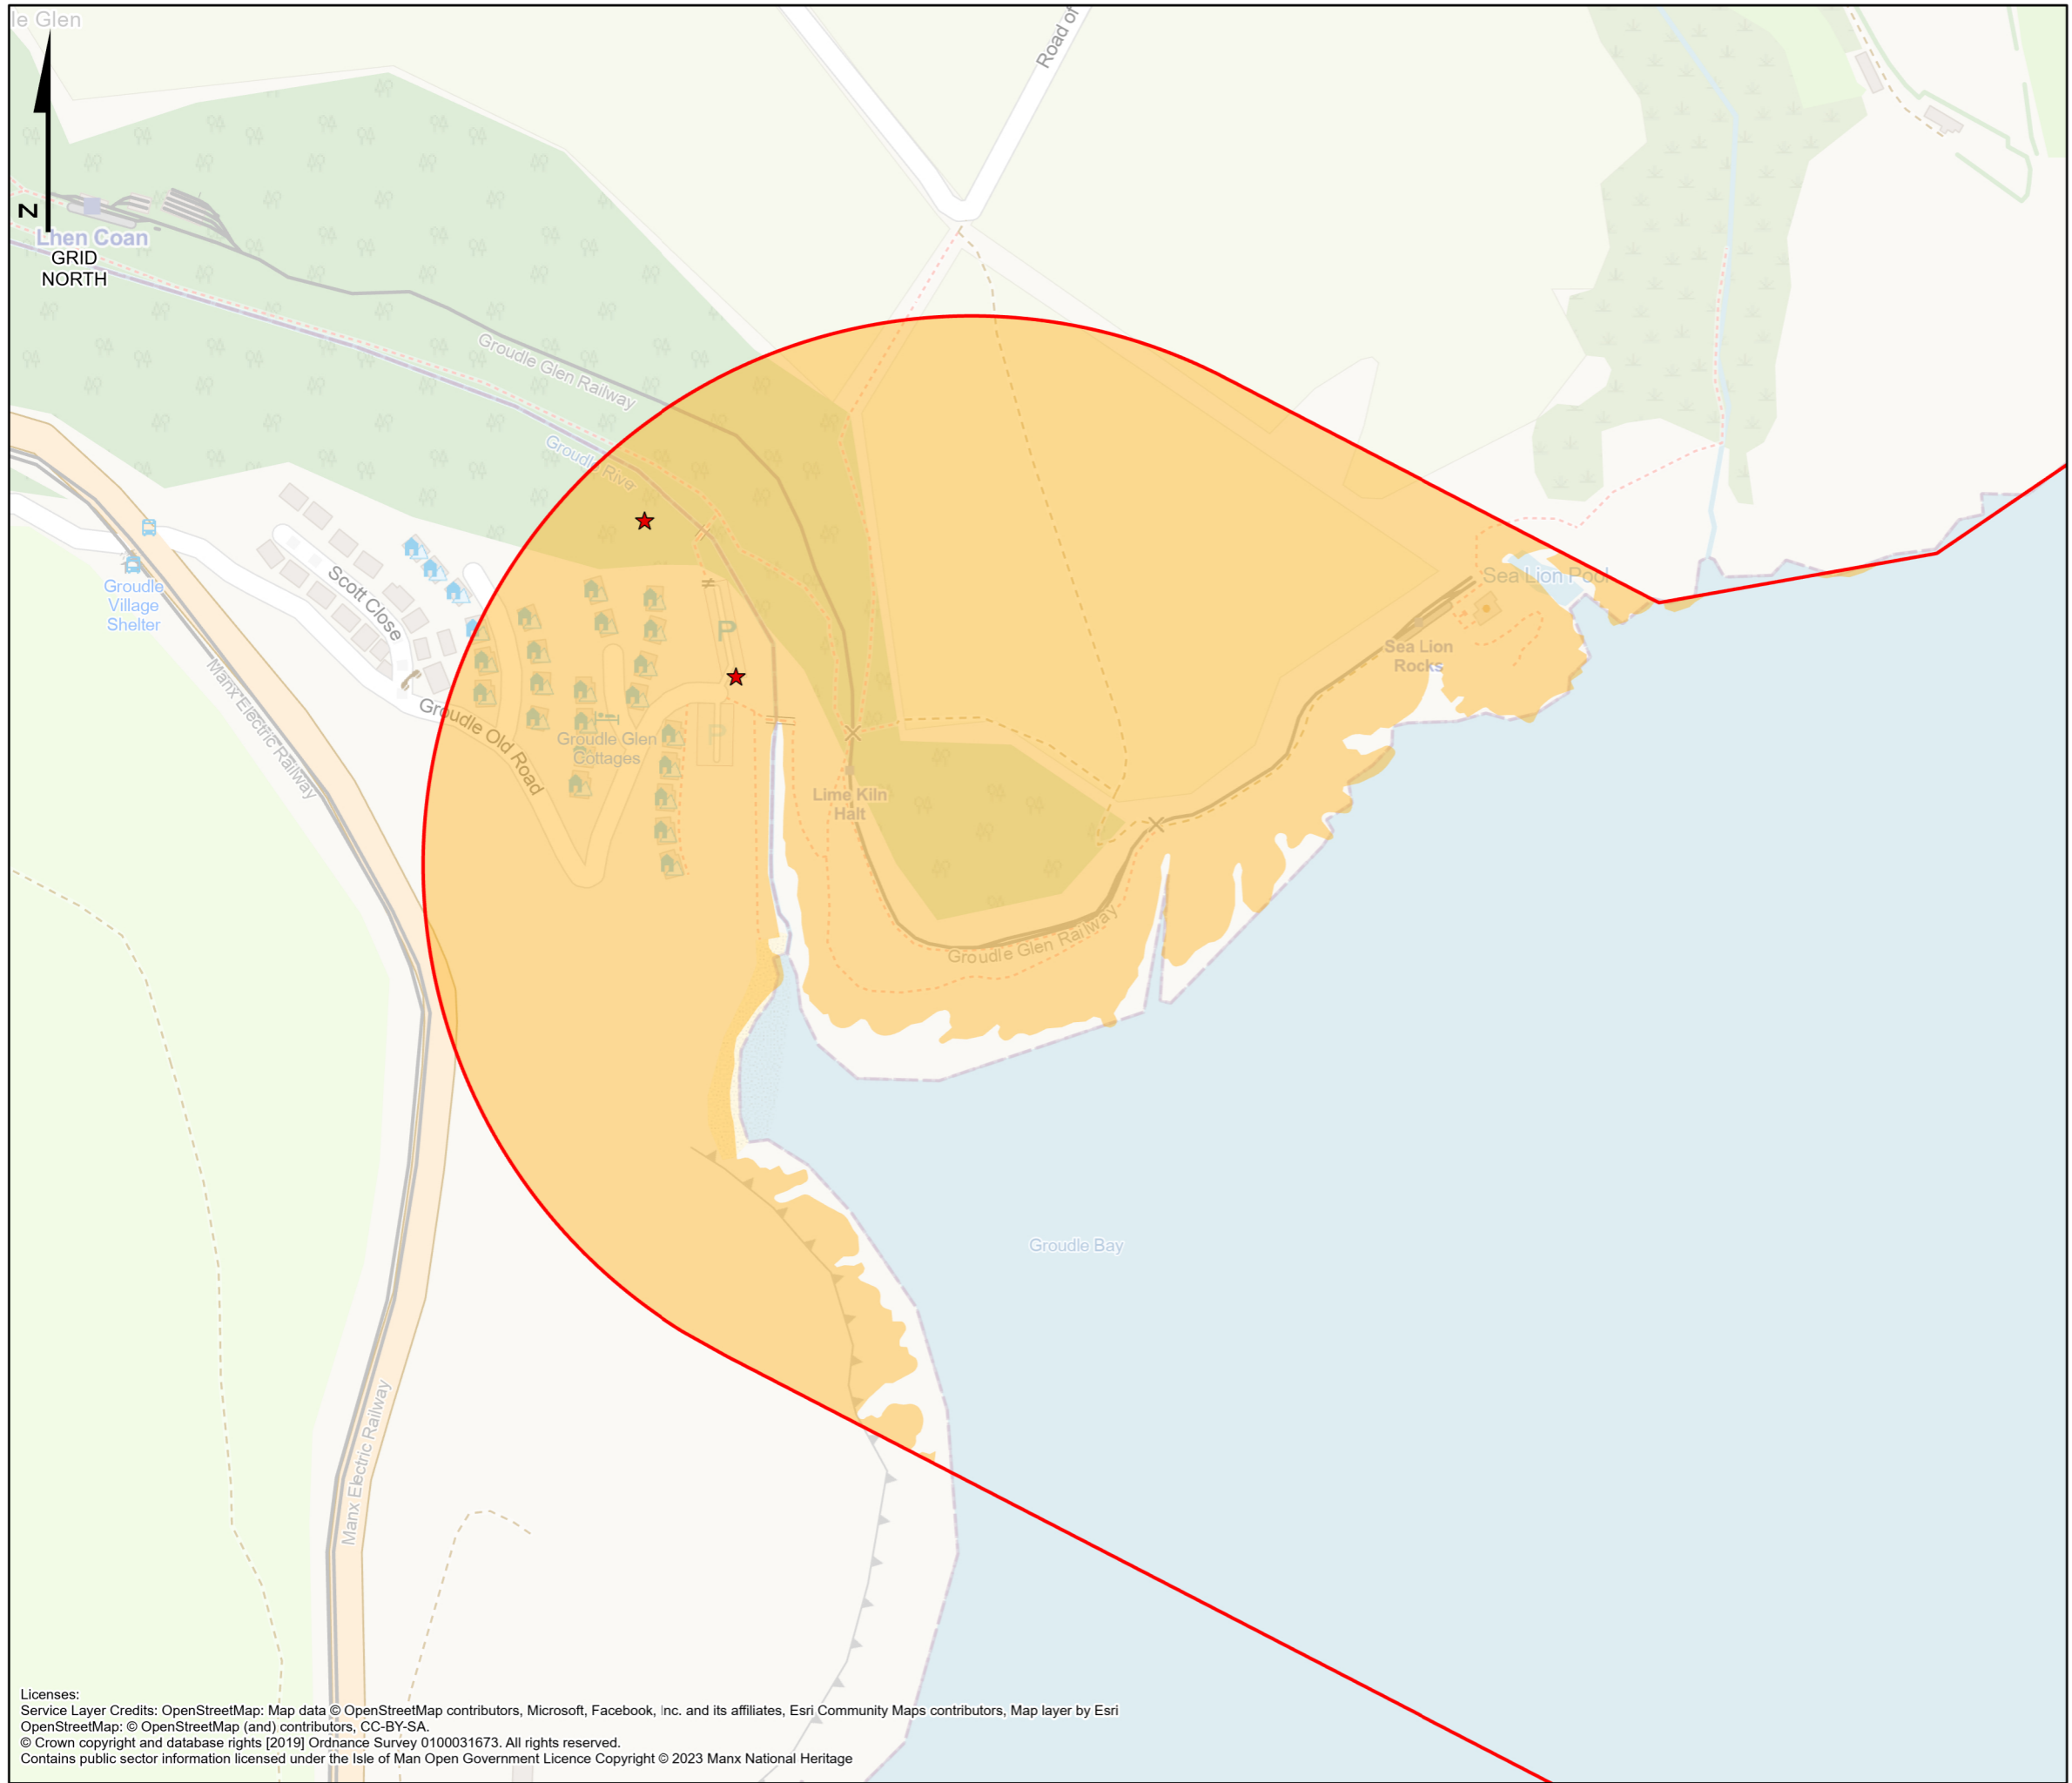 le Glen
Road of
N
Lhen Coan
GRID
NORTH
Groudle Glen Railway
Groudle River
Groudle
Village
Shelter
Scott Close
P
Sea Lion Pool
Sea Lion
Rocks
Manx Electric Railway
Groudle Old Road
Groudle Glen
Cottages
P
Lime Kiln
Halt
Groudle Glen Railway
Groudle Bay
Manx Electric Railway
Licenses:
Service Layer Credits: OpenStreetMap: Map data © OpenStreetMap contributors, Microsoft, Facebook, Inc. and its affiliates, Esri Community Maps contributors, Map layer by Esri
OpenStreetMap: © OpenStreetMap (and) contributors, CC-BY-SA.
© Crown copyright and database rights [2019] Ordnance Survey 0100031673. All rights reserved.
Contains public sector information licensed under the Isle of Man Open Government Licence Copyright © 2023 Manx National Heritage